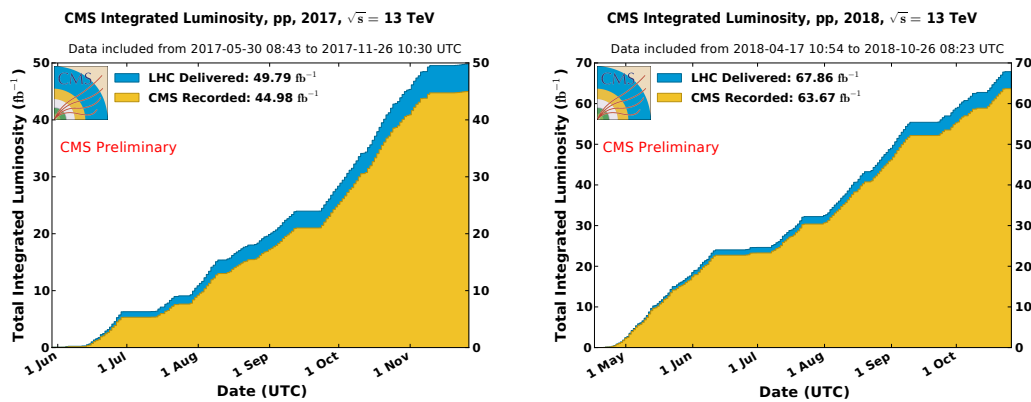 CMS Integrated Luminosity, pp, 2017, √s = 13 TeV
Data included from 2017-05-30 08:43 to 2017-11-26 10:30 UTC
CMS
LHC Delivered: 49.79 fb⁻¹
CMS Recorded: 44.98 fb⁻¹
CMS Preliminary
Total Integrated Luminosity (fb⁻¹)
50
40
30
20
10
0
50
40
30
20
10
0
1 Jun
1 Jul
1 Aug
1 Sep
1 Oct
1 Nov
Date (UTC)
CMS Integrated Luminosity, pp, 2018, √s = 13 TeV
Data included from 2018-04-17 10:54 to 2018-10-26 08:23 UTC
CMS
LHC Delivered: 67.86 fb⁻¹
CMS Recorded: 63.67 fb⁻¹
CMS Preliminary
Total Integrated Luminosity (fb⁻¹)
70
60
50
40
30
20
10
0
70
60
50
40
30
20
10
0
1 May
1 Jun
1 Jul
1 Aug
1 Sep
1 Oct
Date (UTC)